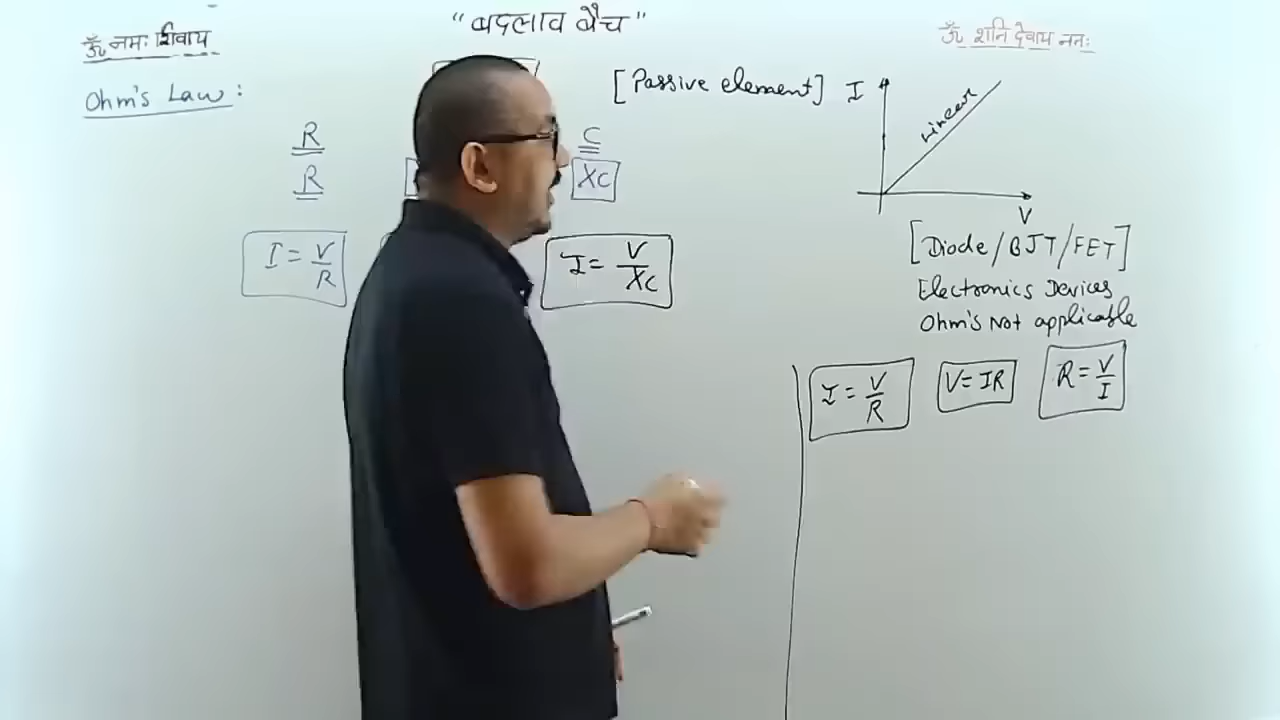 ॐ नमः शिवाय
"बदलाव बैच"
ॐ शनि देवाय नमः
Ohm's Law:
[Passive element]
R
C
R
XC
I = V/R
I = V/XC
I
Linear
V
[Diode/BJT/FET]
Electronics Devices
Ohm's Not applicable
I = V/R
V = IR
R = V/I